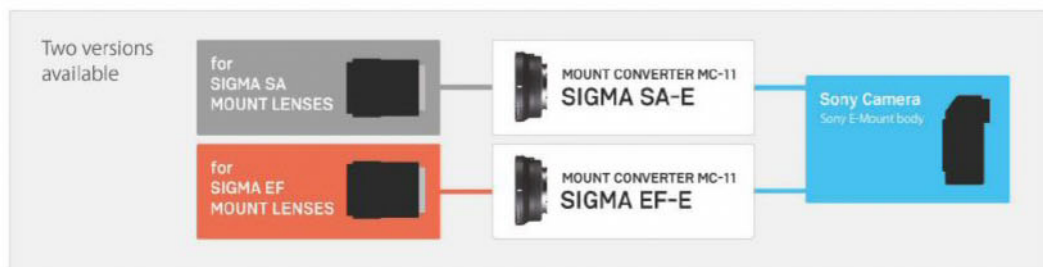 Two versions
available
for
SIGMA SA
MOUNT LENSES
MOUNT CONVERTER MC-11
SIGMA SA-E
for
SIGMA EF
MOUNT LENSES
MOUNT CONVERTER MC-11
SIGMA EF-E
Sony Camera
Sony E-Mount body